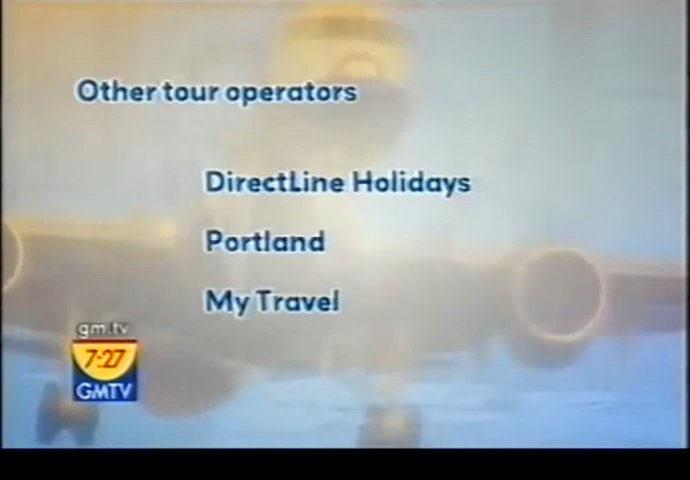 Other tour operators
DirectLine Holidays
Portland
My Travel
gm.tv
7:27
GMTV